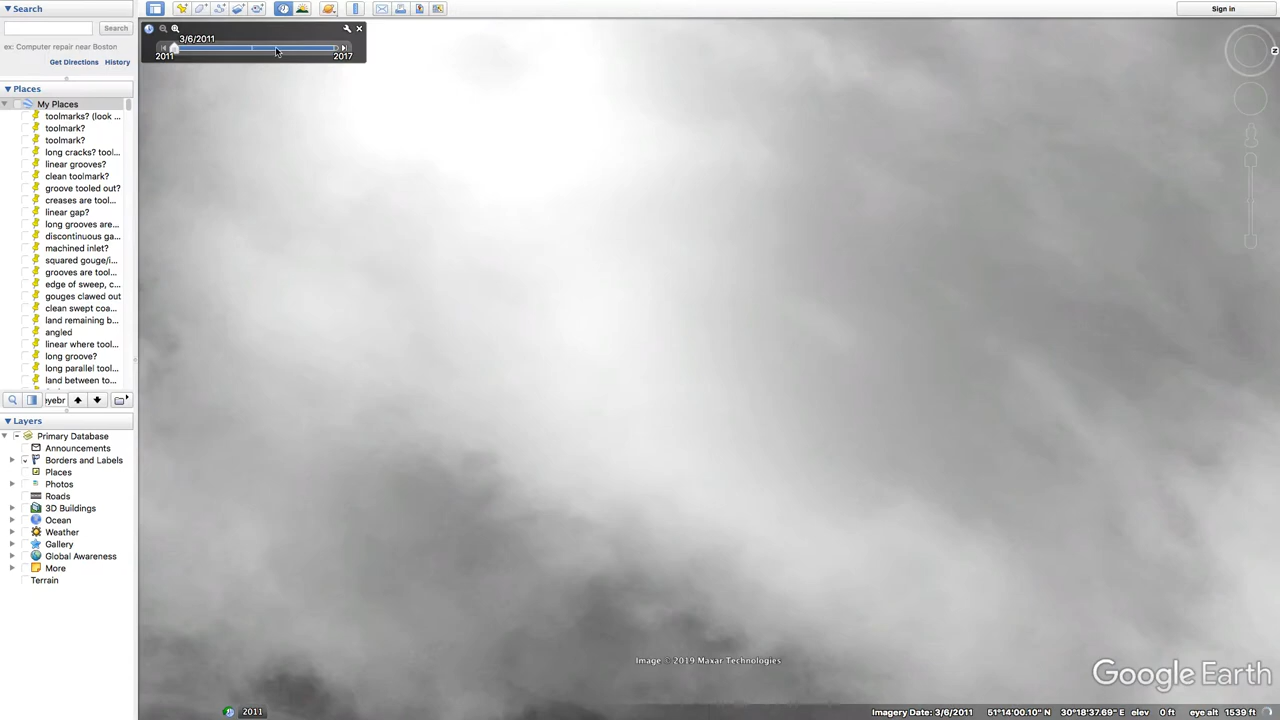 Search
Search
ex: Computer repair near Boston
Get Directions History
Places
My Places
toolmarks? (look ...
toolmark?
toolmark?
long cracks? tool...
linear grooves?
clean toolmark?
groove tooled out?
creases are tool...
linear gap?
long grooves are...
discontinuous ga...
machined inlet?
squared gouge/i...
grooves are tool...
edge of sweep, c...
gouges clawed out
clean swept coa...
land remaining b...
angled
linear where tool...
long groove?
long parallel tool...
land between to...
eyebr
Layers
Primary Database
Announcements
Borders and Labels
Places
Photos
Roads
3D Buildings
Ocean
Weather
Gallery
Global Awareness
More
Terrain
Sign in
3/6/2011
2011 2017
Image © 2019 Maxar Technologies
Google Earth
2011
Imagery Date: 3/6/2011 51°14'00.10" N 30°18'37.69" E elev 0 ft eye alt 1539 ft